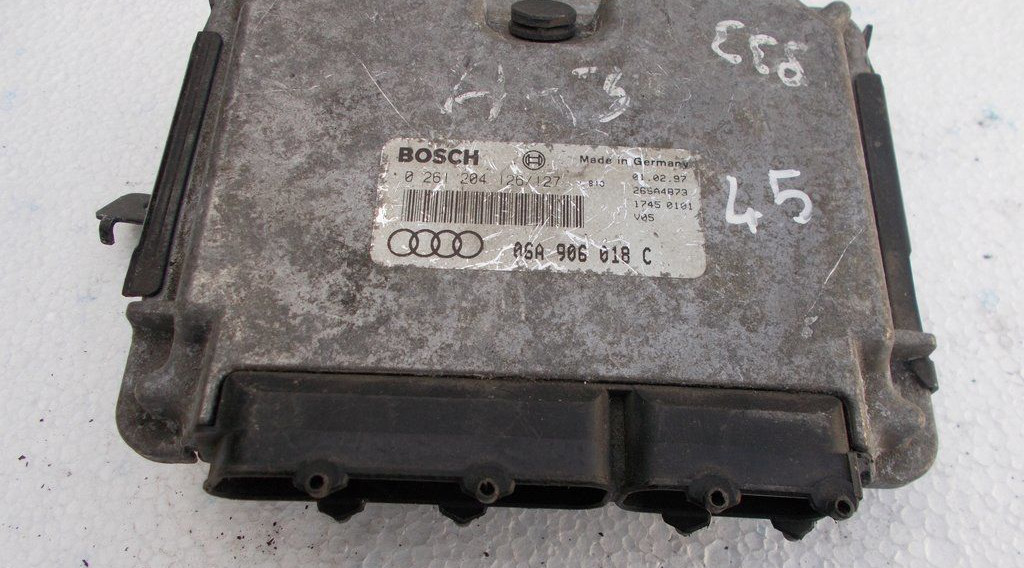 BOSCH Made in Germany
0 261 204 126/127 01.02.97
265A4873
1745 0101
V05
06A 906 018 C
45